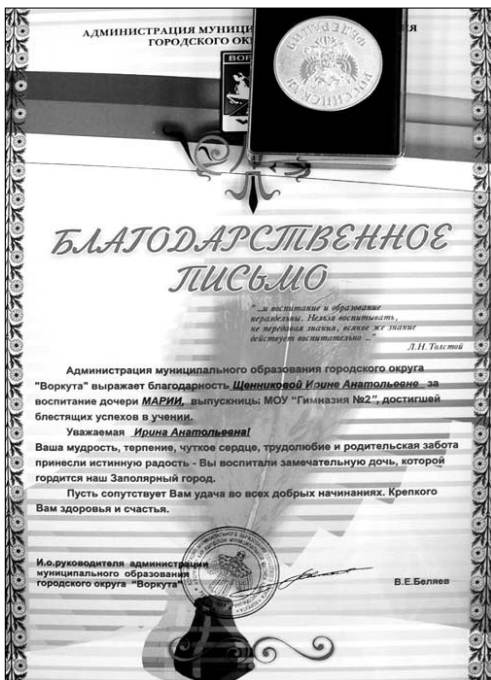 АДМИНИСТРАЦИЯ
ГОРОДСКОГО
БЛАГОДАРСТВЕННОЕ
ПИСЬМО
"...и воспитание и образование
нераздельны. Нельзя воспитывать,
не передавая знания, всякое же знание
действует воспитательно ..."
Л.Н. Толстой
Администрация муниципального образования городского округа
"Воркута" выражает благодарность Щенниковой Ирине Анатольевне за
воспитание дочери МАРИИ, выпускницы МОУ "Гимназия №2", достигшей
блестящих успехов в учении.
Уважаемая Ирина Анатольевна!
Ваша мудрость, терпение, чуткое сердце, трудолюбие и родительская забота
принесли истинную радость - Вы воспитали замечательную дочь, которой
гордится наш Заполярный город.
Пусть сопутствует Вам удача во всех добрых начинаниях. Крепкого
Вам здоровья и счастья.
И.о.руководителя администрации
муниципального образования
городского округа "Воркута"
В.Е.Беляев